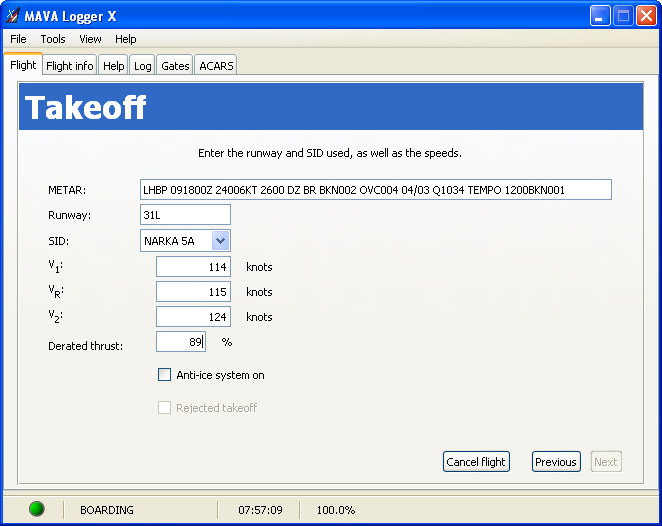 MAVA Logger X
File Tools View Help
Flight Flight info Help Log Gates ACARS
Takeoff
Enter the runway and SID used, as well as the speeds.
METAR: LHBP 091800Z 24006KT 2600 DZ BR BKN002 OVC004 04/03 Q1034 TEMPO 1200BKN001
Runway: 31L
SID: NARKA 5A
V1: 114 knots
VR: 115 knots
V2: 124 knots
Derated thrust: 89 %
Anti-ice system on
Rejected takeoff
Cancel flight Previous Next
BOARDING 07:57:09 100.0%